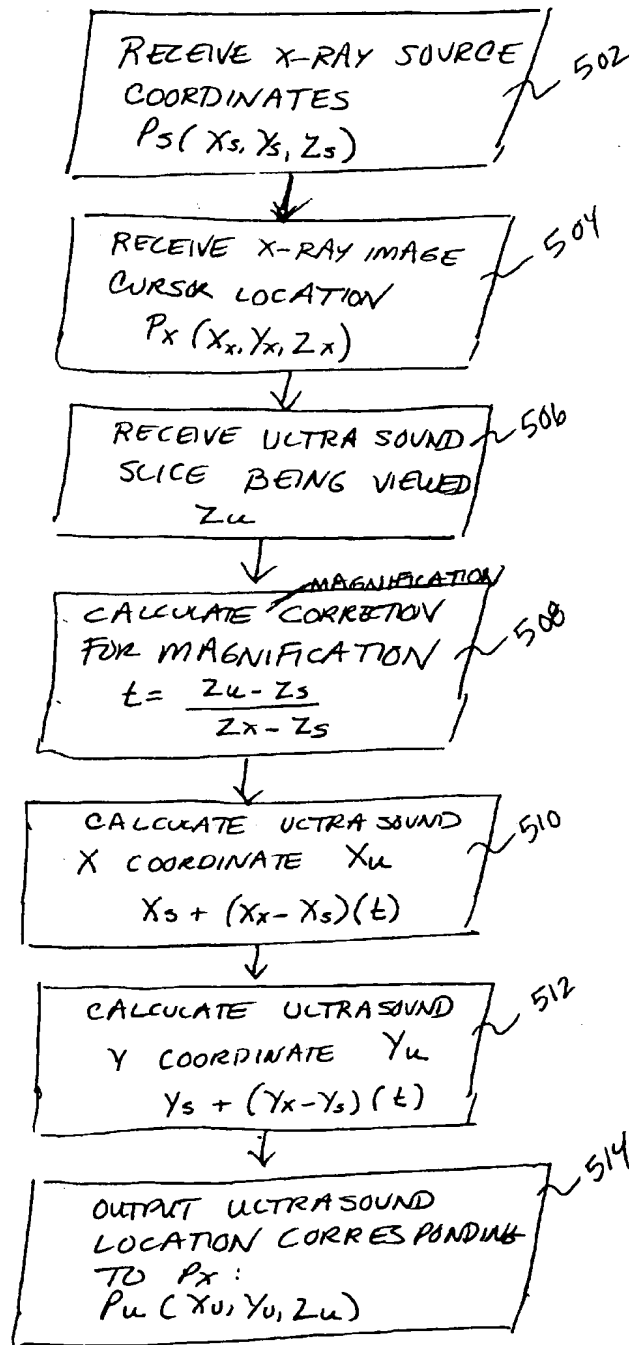 RECEIVE X-RAY SOURCE
COORDINATES
Ps (Xs, Ys, Zs)
502
RECEIVE X-RAY IMAGE
CURSOR LOCATION
Px (Xx, Yx, Zx)
504
RECEIVE ULTRA SOUND
SLICE BEING VIEWED
Zu
506
MAGNIFICATION
CALCULATE CORRECTION
FOR MAGNIFICATION
t = Zu - Zs
Zx - Zs
508
CALCULATE ULTRA SOUND
X COORDINATE Xu
Xs + (Xx - Xs)(t)
510
CALCULATE ULTRASOUND
Y COORDINATE Yu
Ys + (Yx - Ys)(t)
512
OUTPUT ULTRASOUND
LOCATION CORRESPONDING
TO Px :
Pu (Xu, Yu, Zu)
514